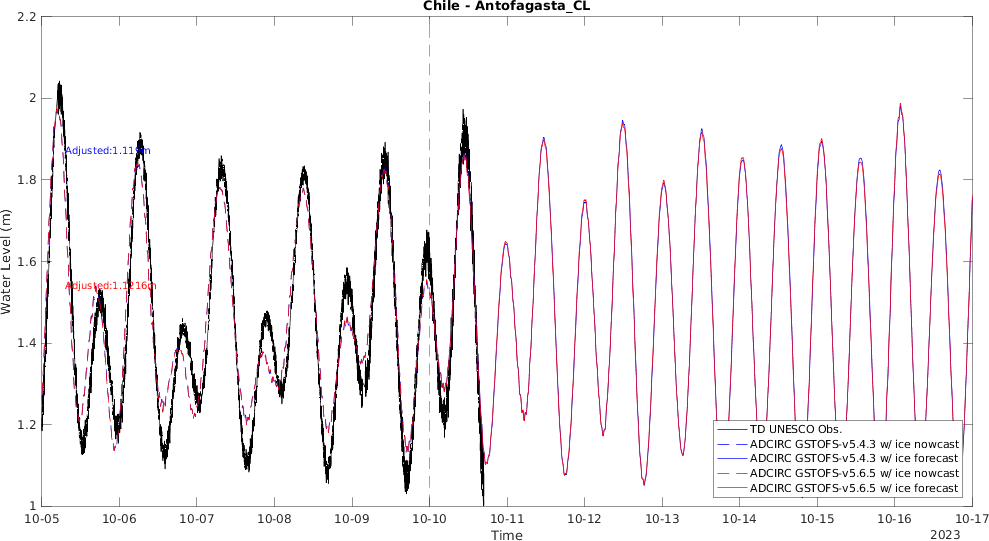 Chile - Antofagasta_CL
2.2
2
1.8
1.6
1.4
1.2
1
Water Level (m)
Adjusted:1.119m
Adjusted:1.1216m
TD UNESCO Obs.
ADCIRC GSTOFS-v5.4.3 w/ ice nowcast
ADCIRC GSTOFS-v5.4.3 w/ ice forecast
ADCIRC GSTOFS-v5.6.5 w/ ice nowcast
ADCIRC GSTOFS-v5.6.5 w/ ice forecast
10-05 10-06 10-07 10-08 10-09 10-10 10-11 10-12 10-13 10-14 10-15 10-16 10-17
Time
2023